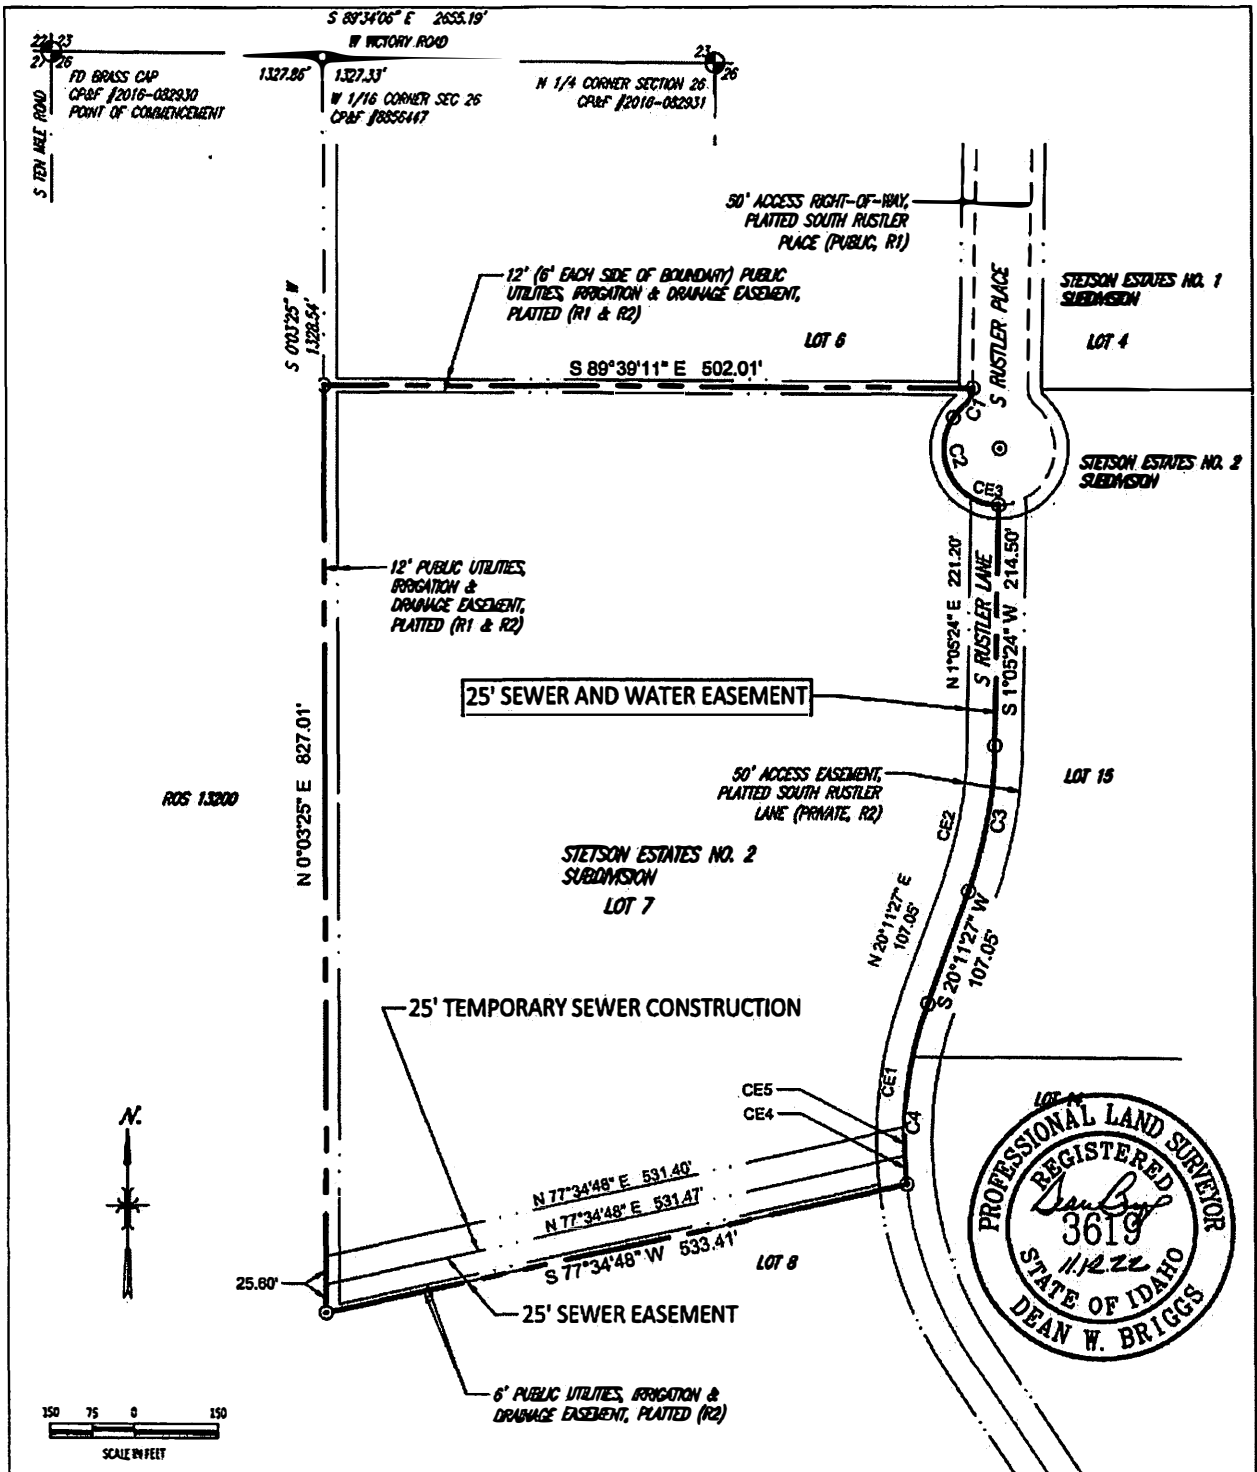 S 89°34'06" E 2655.19'
W VICTORY ROAD
22 23
27 26
FD BRASS CAP
CP&F #2016-082930
POINT OF COMMENCEMENT
S TEN MILE ROAD
1327.86'
1327.33'
W 1/16 CORNER SEC 26
CP&F #8856447
23
26
N 1/4 CORNER SECTION 26
CP&F #2016-082931
50' ACCESS RIGHT-OF-WAY,
PLATTED SOUTH RUSTLER
PLACE (PUBLIC, R1)
12' (6' EACH SIDE OF BOUNDARY) PUBLIC
UTILITIES, IRRIGATION & DRAINAGE EASEMENT,
PLATTED (R1 & R2)
S 0°03'25" W
1328.54'
S RUSTLER PLACE
STETSON ESTATES NO. 1
SUBDIVISION
LOT 6
LOT 4
S 89°39'11" E 502.01'
C1
C2
CE3
STETSON ESTATES NO. 2
SUBDIVISION
12' PUBLIC UTILITIES,
IRRIGATION &
DRAINAGE EASEMENT,
PLATTED (R1 & R2)
N 1°05'24" E 221.20'
S RUSTLER LANE
S 1°05'24" W 214.50'
25' SEWER AND WATER EASEMENT
N 0°03'25" E 827.01'
ROS 13200
50' ACCESS EASEMENT,
PLATTED SOUTH RUSTLER
LANE (PRIVATE, R2)
LOT 15
CE2
C3
STETSON ESTATES NO. 2
SUBDIVISION
LOT 7
N 20°11'27" E
107.05'
S 20°11'27" W
107.05'
25' TEMPORARY SEWER CONSTRUCTION
CE1
CE5
CE4
C4
LOT 14
N.
N 77°34'48" E 531.40'
N 77°34'48" E 531.47'
S 77°34'48" W 533.41'
LOT 8
25.60'
25' SEWER EASEMENT
6' PUBLIC UTILITIES, IRRIGATION &
DRAINAGE EASEMENT, PLATTED (R2)
PROFESSIONAL LAND SURVEYOR
REGISTERED
3619
11.12.22
STATE OF IDAHO
DEAN W. BRIGGS
150 75 0 150
SCALE IN FEET